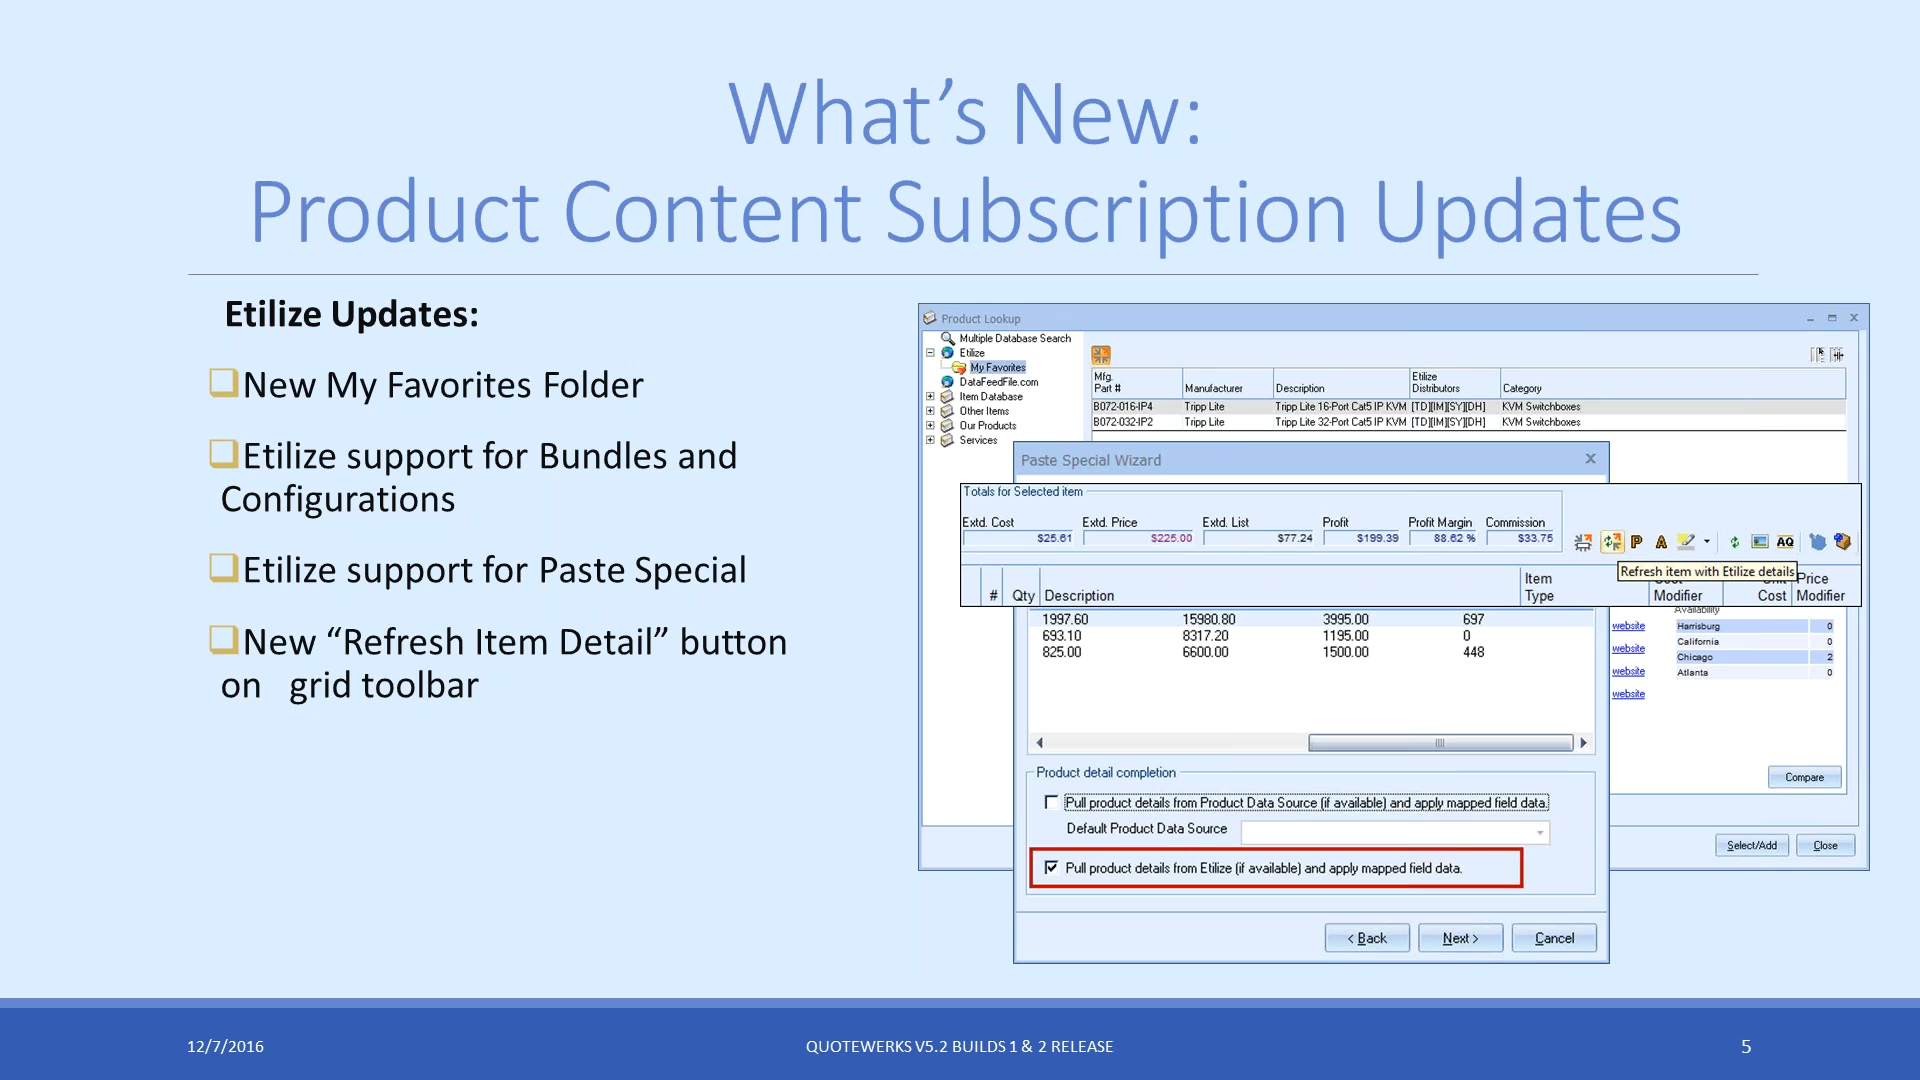 What’s New:
Product Content Subscription Updates
Etilize Updates:
New My Favorites Folder
Etilize support for Bundles and
Configurations
Etilize support for Paste Special
New “Refresh Item Detail” button
on grid toolbar
Product Lookup
Multiple Database Search
Etilize
My Favorites
DataFeedFile.com
Item Database
Other Items
Our Products
Services
Mfg. Part # Manufacturer Description Etilize Distributors Category
B072-016-IP4 Tripp Lite Tripp Lite 16-Port Cat5 IP KVM [TD][IM][SY][DH] KVM Switchboxes
B072-032-IP2 Tripp Lite Tripp Lite 32-Port Cat5 IP KVM [TD][IM][SY][DH] KVM Switchboxes
Paste Special Wizard
Totals for Selected item
Extd. Cost Extd. Price Extd. List Profit Profit Margin Commission
$25.61 $225.00 $77.24 $199.39 88.62 % $33.75
P A AQ
Refresh item with Etilize details
# Qty Description Item Type Modifier Cost Price Modifier
Availability
1997.60 15980.80 3995.00 697
693.10 8317.20 1195.00 0
825.00 6600.00 1500.00 448
website
website
website
website
Harrisburg 0
California 0
Chicago 2
Atlanta 0
Compare
Product detail completion
Pull product details from Product Data Source (if available) and apply mapped field data.
Default Product Data Source
Pull product details from Etilize (if available) and apply mapped field data.
Select/Add Close
< Back Next > Cancel
12/7/2016 QUOTEWERKS V5.2 BUILDS 1 & 2 RELEASE 5